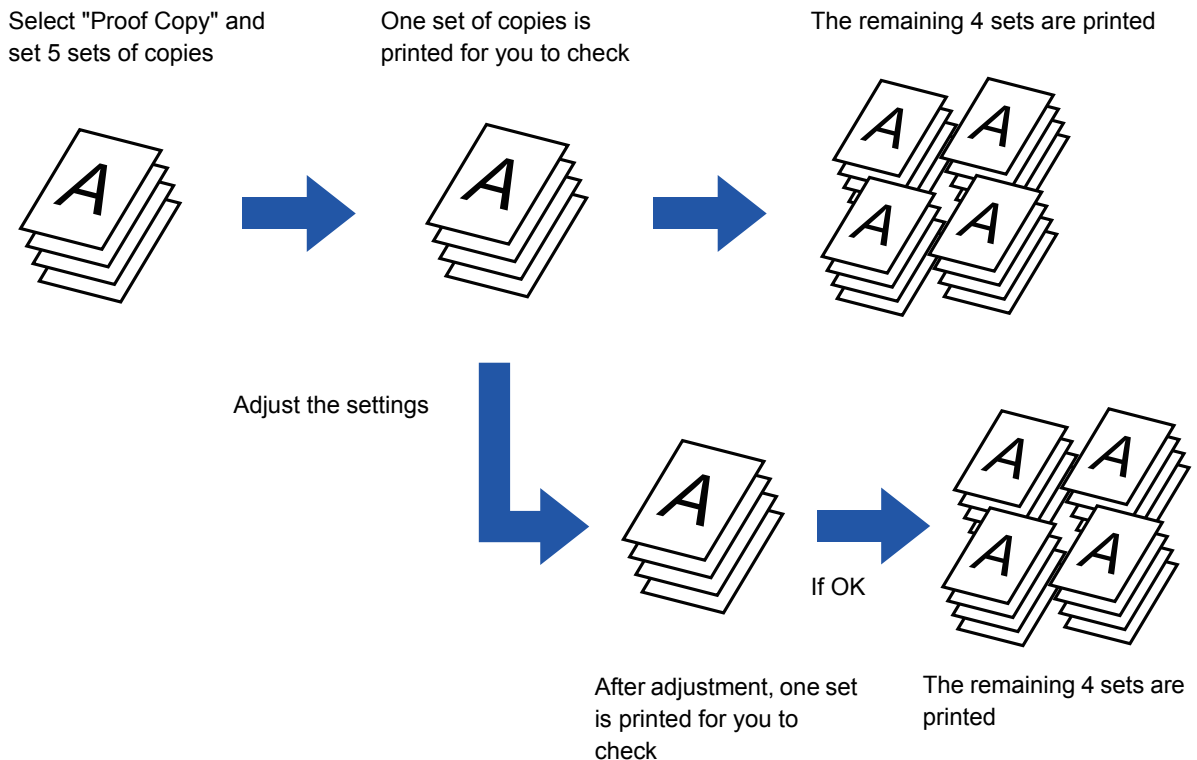 Select "Proof Copy" and
set 5 sets of copies
One set of copies is
printed for you to check
The remaining 4 sets are printed
A
A
A
A
A
A
Adjust the settings
A
A
A
A
A
If OK
After adjustment, one set
is printed for you to
check
The remaining 4 sets are
printed